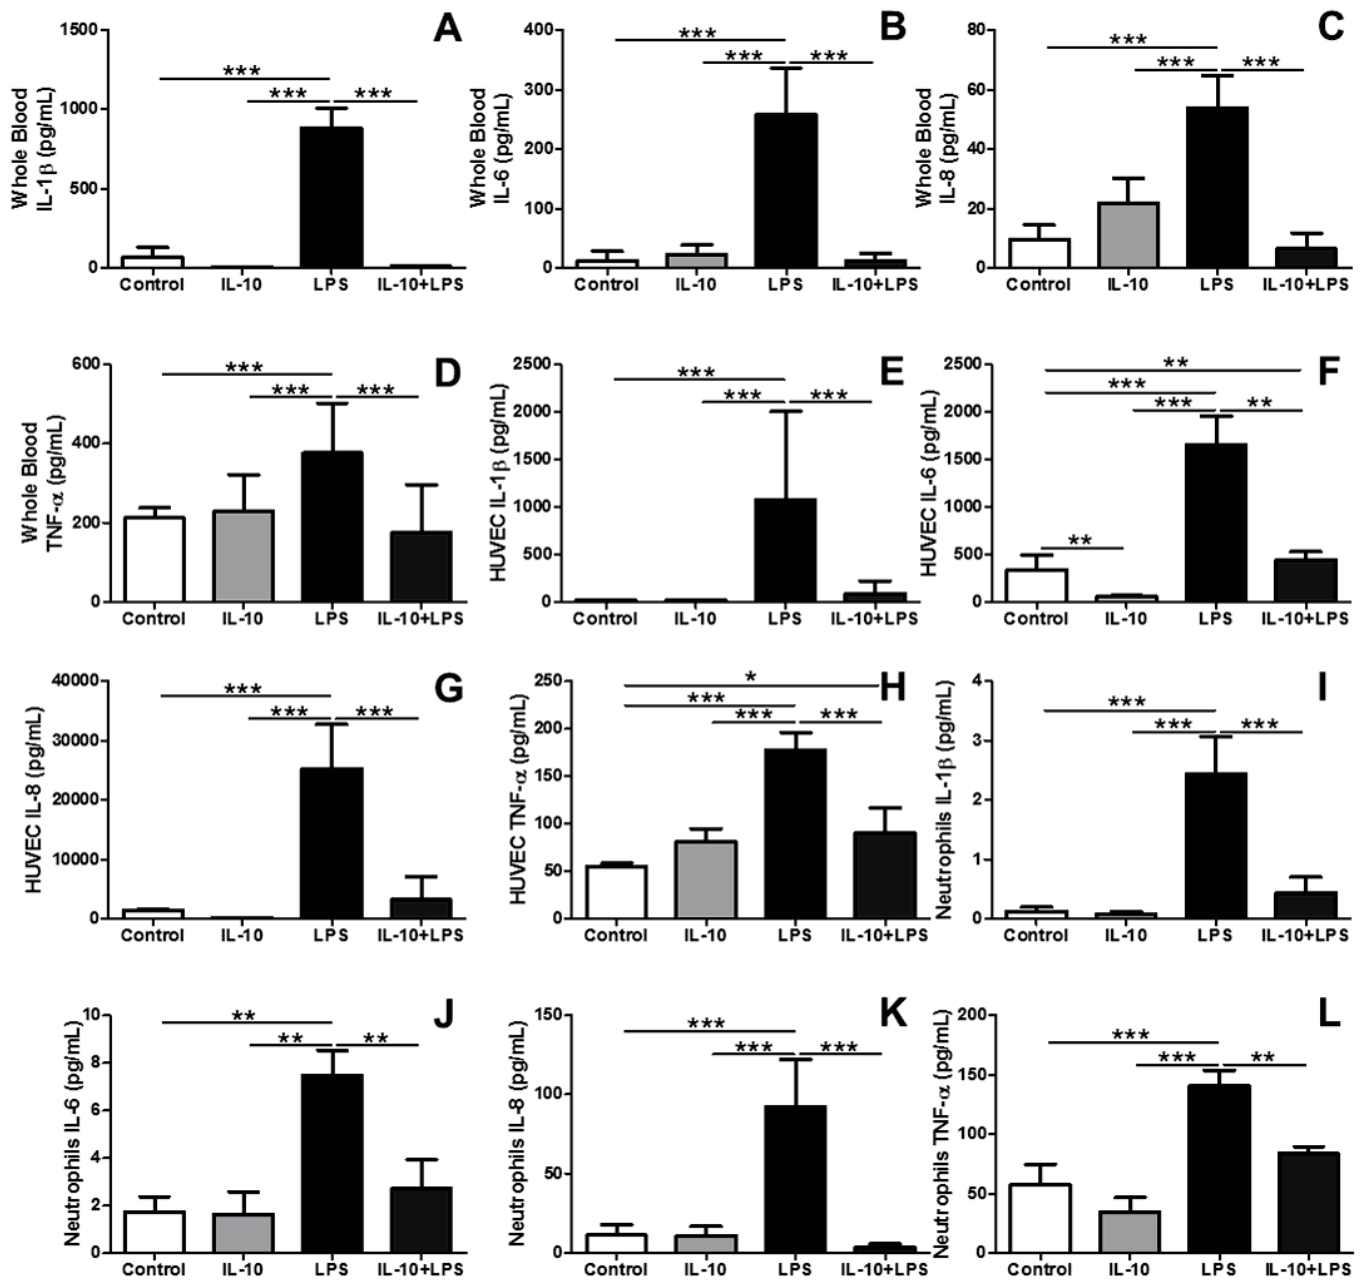 A
Whole Blood
IL-1β (pg/mL)
1500
1000
500
0
***
***
***
Control
IL-10
LPS
IL-10+LPS
B
Whole Blood
IL-6 (pg/mL)
400
300
200
100
0
***
***
***
Control
IL-10
LPS
IL-10+LPS
C
Whole Blood
IL-8 (pg/mL)
80
60
40
20
0
***
***
***
Control
IL-10
LPS
IL-10+LPS
D
Whole Blood
TNF-α (pg/mL)
600
400
200
0
***
***
***
Control
IL-10
LPS
IL-10+LPS
E
HUVEC IL-1β (pg/mL)
2500
2000
1500
1000
500
0
***
***
***
Control
IL-10
LPS
IL-10+LPS
F
HUVEC IL-6 (pg/mL)
2500
2000
1500
1000
500
0
**
***
***
**
**
Control
IL-10
LPS
IL-10+LPS
G
HUVEC IL-8 (pg/mL)
40000
30000
20000
10000
0
***
***
***
Control
IL-10
LPS
IL-10+LPS
H
HUVEC TNF-α (pg/mL)
250
200
150
100
50
0
*
***
***
***
Control
IL-10
LPS
IL-10+LPS
I
Neutrophils IL-1β (pg/mL)
4
3
2
1
0
***
***
***
Control
IL-10
LPS
IL-10+LPS
J
Neutrophils IL-6 (pg/mL)
10
8
6
4
2
0
**
**
**
Control
IL-10
LPS
IL-10+LPS
K
Neutrophils IL-8 (pg/mL)
150
100
50
0
***
***
***
Control
IL-10
LPS
IL-10+LPS
L
Neutrophils TNF-α (pg/mL)
200
150
100
50
0
***
***
**
Control
IL-10
LPS
IL-10+LPS